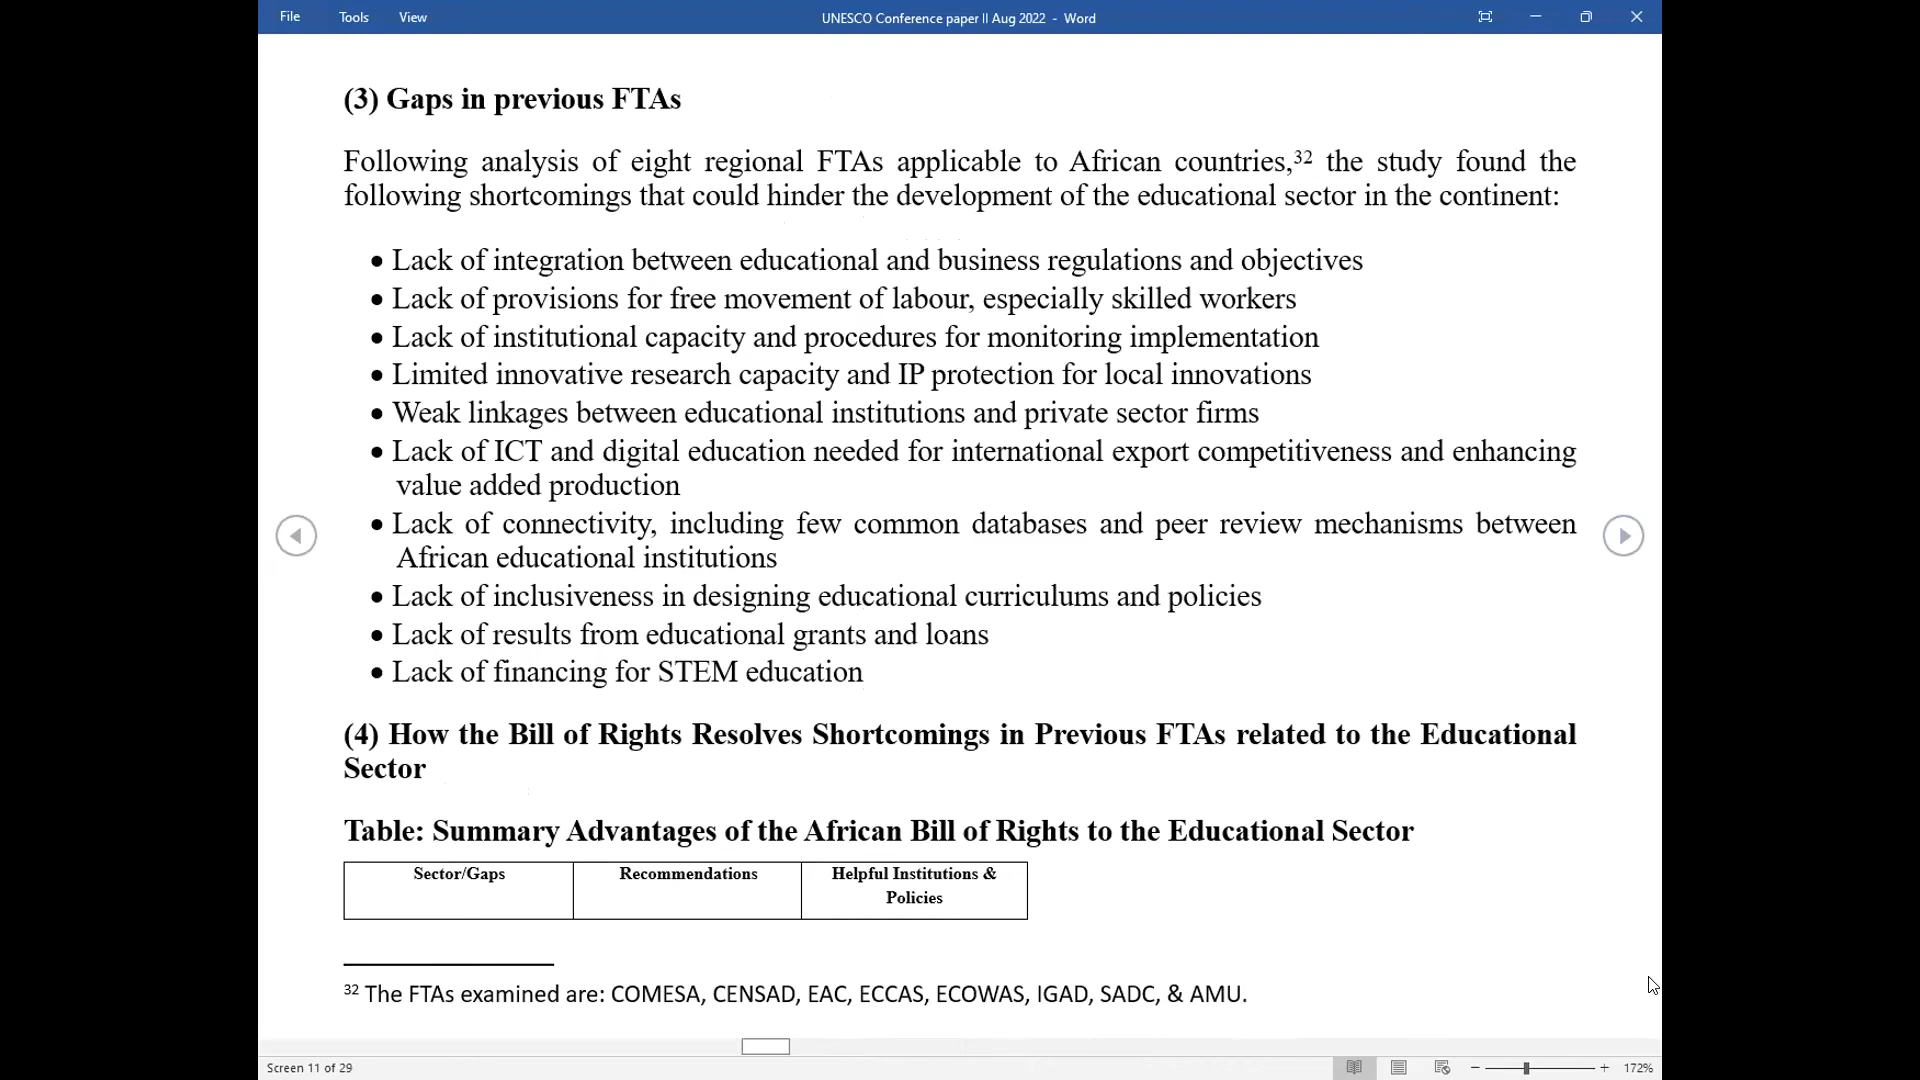 File Tools View UNESCO Conference paper II Aug 2022 - Word
(3) Gaps in previous FTAs
Following analysis of eight regional FTAs applicable to African countries,32 the study found the
following shortcomings that could hinder the development of the educational sector in the continent:
• Lack of integration between educational and business regulations and objectives
• Lack of provisions for free movement of labour, especially skilled workers
• Lack of institutional capacity and procedures for monitoring implementation
• Limited innovative research capacity and IP protection for local innovations
• Weak linkages between educational institutions and private sector firms
• Lack of ICT and digital education needed for international export competitiveness and enhancing
value added production
• Lack of connectivity, including few common databases and peer review mechanisms between
African educational institutions
• Lack of inclusiveness in designing educational curriculums and policies
• Lack of results from educational grants and loans
• Lack of financing for STEM education
(4) How the Bill of Rights Resolves Shortcomings in Previous FTAs related to the Educational
Sector
Table: Summary Advantages of the African Bill of Rights to the Educational Sector
Sector/Gaps Recommendations Helpful Institutions &
Policies
32 The FTAs examined are: COMESA, CENSAD, EAC, ECCAS, ECOWAS, IGAD, SADC, & AMU.
Screen 11 of 29 172%